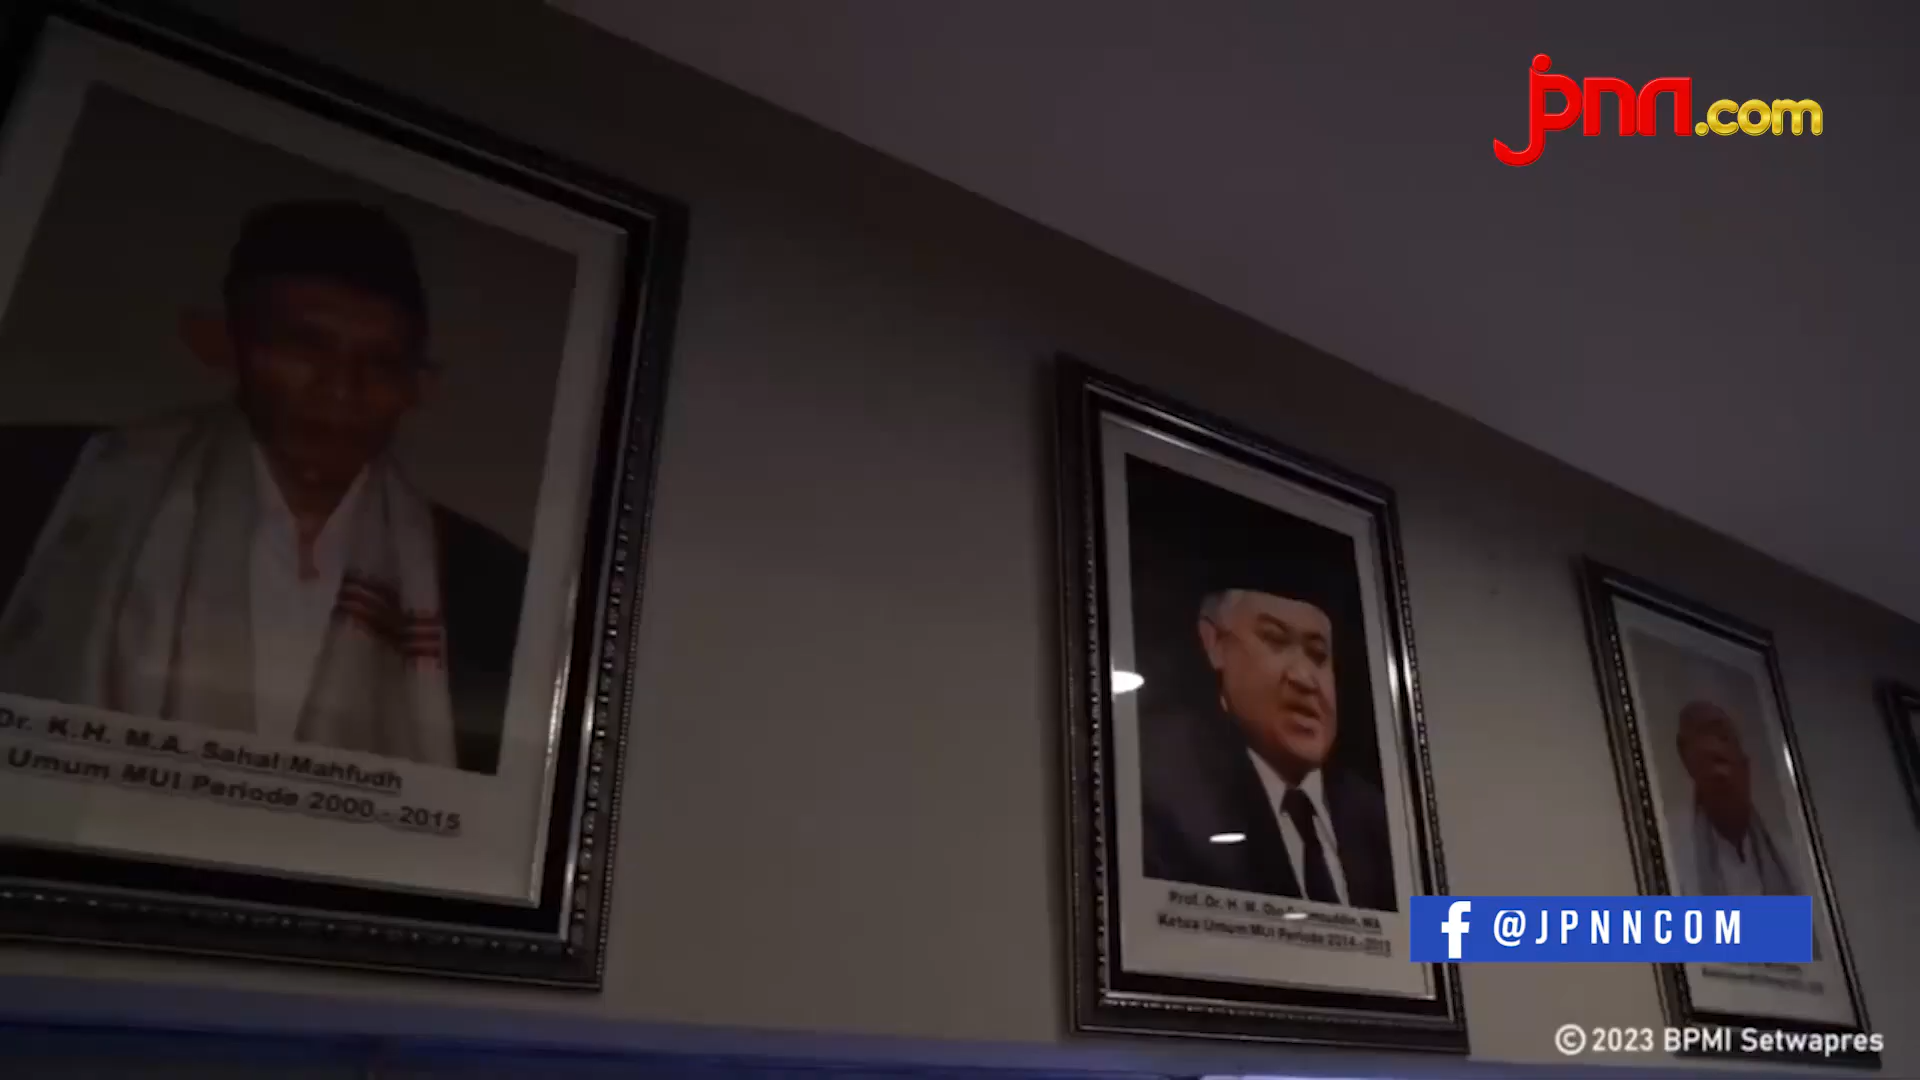 jpnn.com
Dr. K.H. M.A. Sahal Mahfudh
Umum MUI Periode 2000 - 2015
Prof. Dr. H. M.
Ketua Umum MUI Periode 2014 -
@JPNNCOM
© 2023 BPMI Setwapres